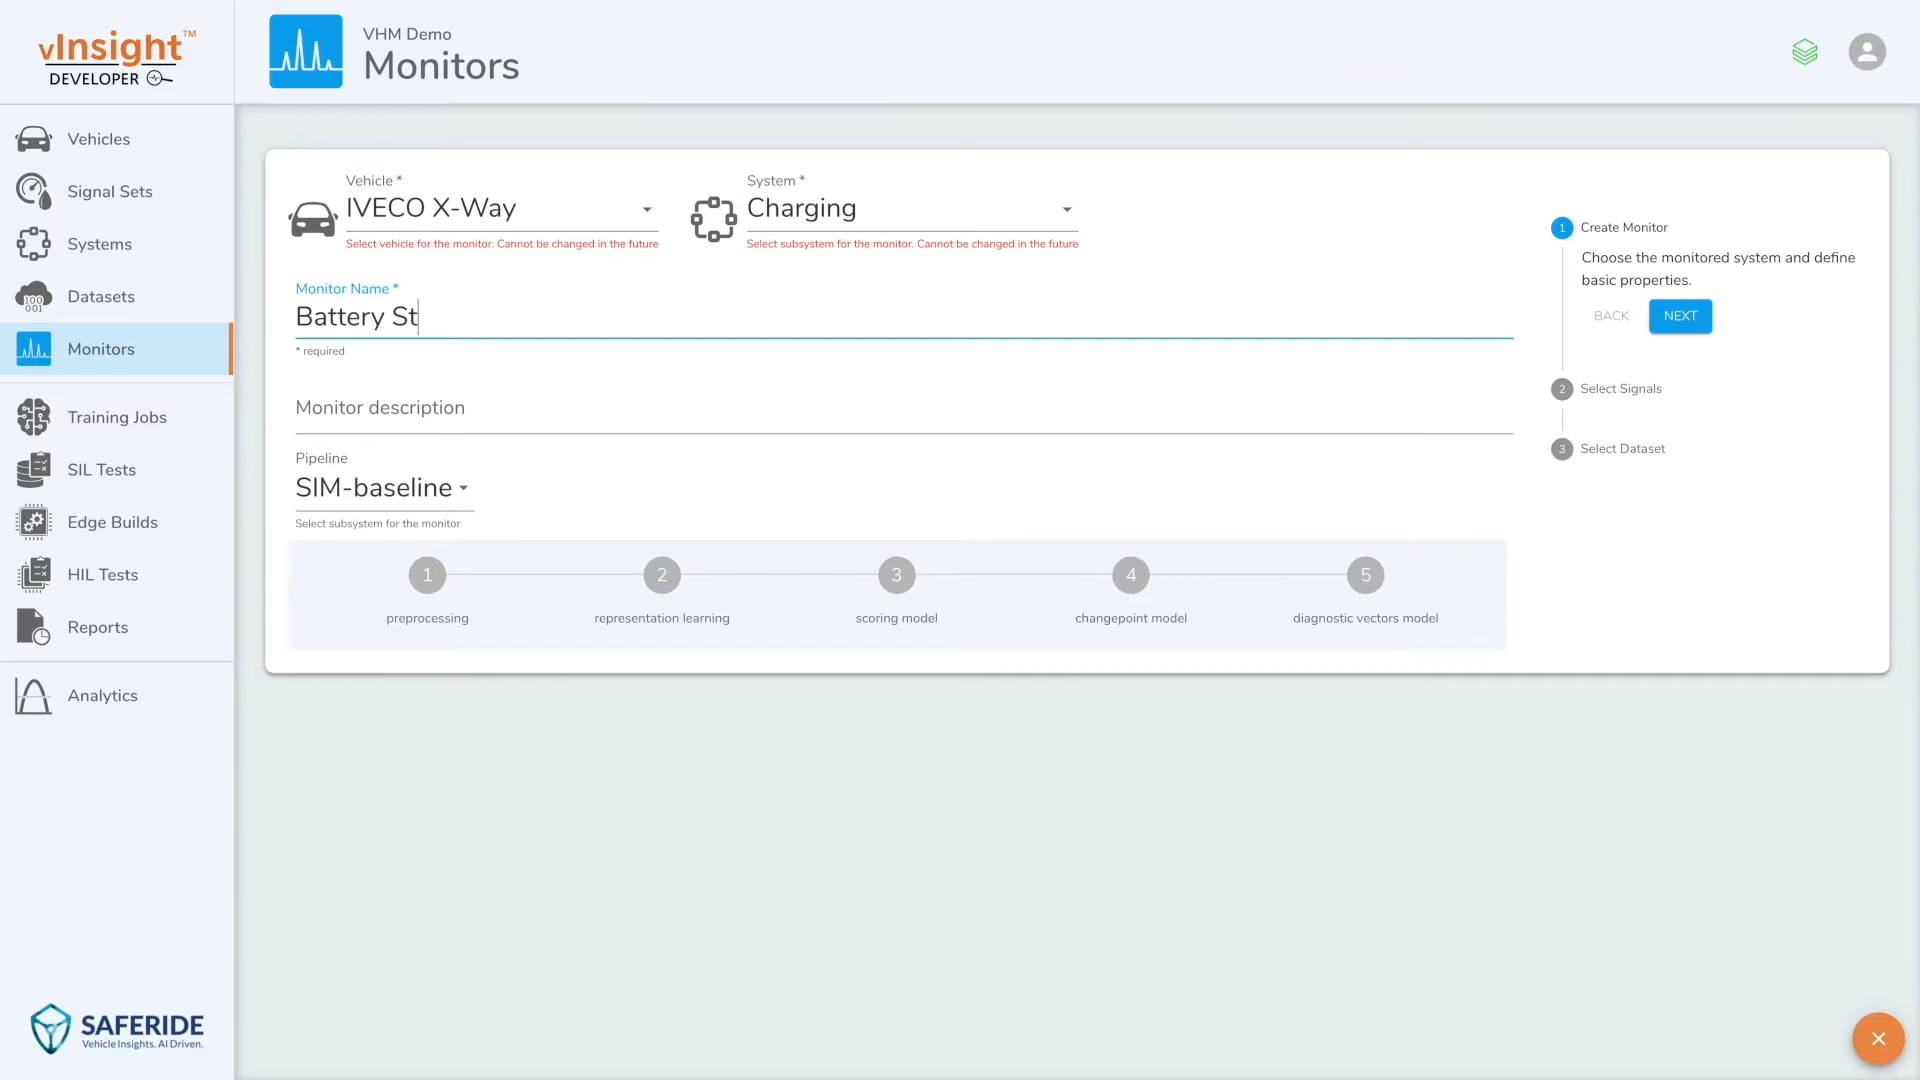 vInsight™
DEVELOPER
VHM Demo
Monitors
Vehicles
Signal Sets
Systems
Datasets
100
001
Monitors
Training Jobs
SIL Tests
Edge Builds
HIL Tests
Reports
Analytics
SAFERIDE
Vehicle Insights. AI Driven.
Vehicle *
IVECO X-Way
Select vehicle for the monitor. Cannot be changed in the future
System *
Charging
Select subsystem for the monitor. Cannot be changed in the future
Monitor Name *
Battery St
* required
Monitor description
Pipeline
SIM-baseline
Select subsystem for the monitor
1
preprocessing
2
representation learning
3
scoring model
4
changepoint model
5
diagnostic vectors model
1 Create Monitor
Choose the monitored system and define
basic properties.
BACK NEXT
2 Select Signals
3 Select Dataset